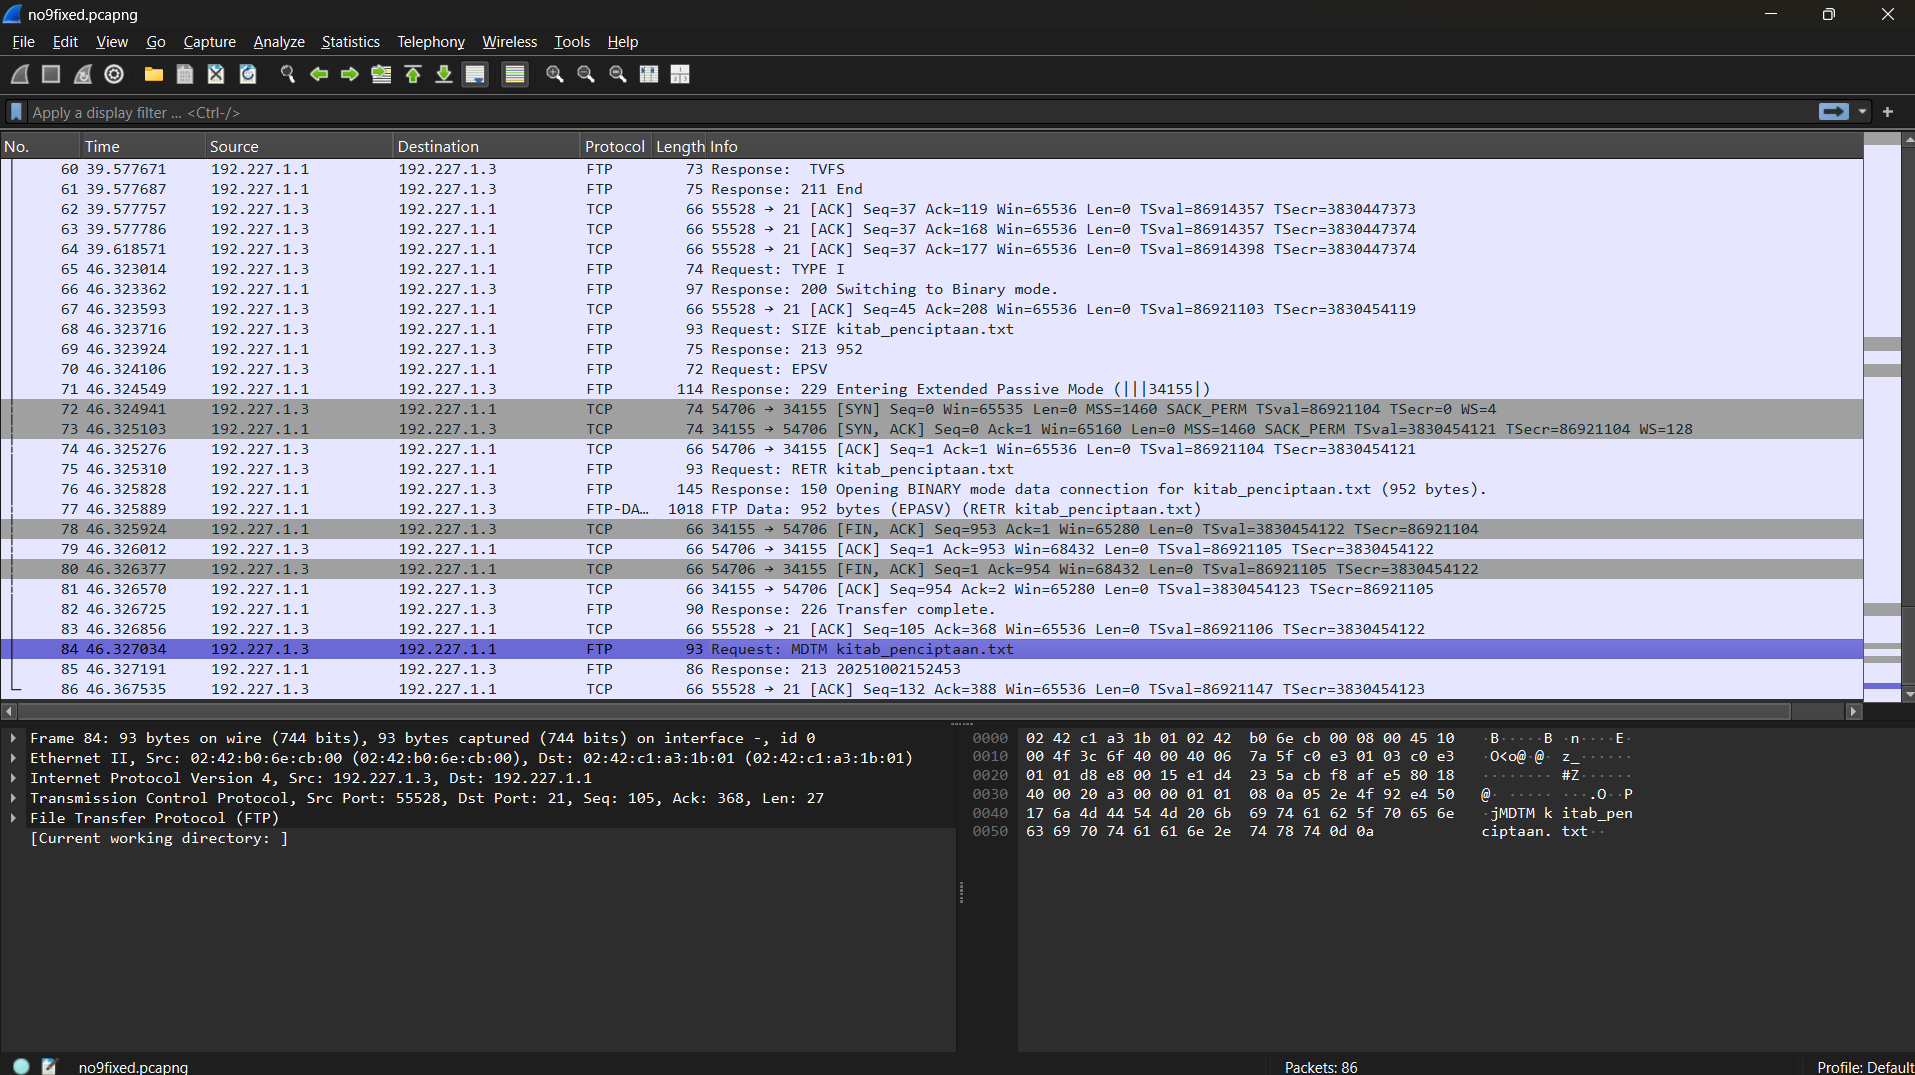 no9fixed.pcapng
File Edit View Go Capture Analyze Statistics Telephony Wireless Tools Help
Apply a display filter ... <Ctrl-/>
No. Time Source Destination Protocol Length Info
60 39.577671 192.227.1.1 192.227.1.3 FTP 73 Response: TVFS
61 39.577687 192.227.1.1 192.227.1.3 FTP 75 Response: 211 End
62 39.577757 192.227.1.3 192.227.1.1 TCP 66 55528 → 21 [ACK] Seq=37 Ack=119 Win=65536 Len=0 TSval=86914357 TSecr=3830447373
63 39.577786 192.227.1.3 192.227.1.1 TCP 66 55528 → 21 [ACK] Seq=37 Ack=168 Win=65536 Len=0 TSval=86914357 TSecr=3830447374
64 39.618571 192.227.1.3 192.227.1.1 TCP 66 55528 → 21 [ACK] Seq=37 Ack=177 Win=65536 Len=0 TSval=86914398 TSecr=3830447374
65 46.323014 192.227.1.3 192.227.1.1 FTP 74 Request: TYPE I
66 46.323362 192.227.1.1 192.227.1.3 FTP 97 Response: 200 Switching to Binary mode.
67 46.323593 192.227.1.3 192.227.1.1 TCP 66 55528 → 21 [ACK] Seq=45 Ack=208 Win=65536 Len=0 TSval=86921103 TSecr=3830454119
68 46.323716 192.227.1.3 192.227.1.1 FTP 93 Request: SIZE kitab_penciptaan.txt
69 46.323924 192.227.1.1 192.227.1.3 FTP 75 Response: 213 952
70 46.324106 192.227.1.3 192.227.1.1 FTP 72 Request: EPSV
71 46.324549 192.227.1.1 192.227.1.3 FTP 114 Response: 229 Entering Extended Passive Mode (|||34155|)
72 46.324941 192.227.1.3 192.227.1.1 TCP 74 54706 → 34155 [SYN] Seq=0 Win=65535 Len=0 MSS=1460 SACK_PERM TSval=86921104 TSecr=0 WS=4
73 46.325103 192.227.1.1 192.227.1.3 TCP 74 34155 → 54706 [SYN, ACK] Seq=0 Ack=1 Win=65160 Len=0 MSS=1460 SACK_PERM TSval=3830454121 TSecr=86921104 WS=128
74 46.325276 192.227.1.3 192.227.1.1 TCP 66 54706 → 34155 [ACK] Seq=1 Ack=1 Win=65536 Len=0 TSval=86921104 TSecr=3830454121
75 46.325310 192.227.1.3 192.227.1.1 FTP 93 Request: RETR kitab_penciptaan.txt
76 46.325828 192.227.1.1 192.227.1.3 FTP 145 Response: 150 Opening BINARY mode data connection for kitab_penciptaan.txt (952 bytes).
77 46.325889 192.227.1.1 192.227.1.3 FTP-DA… 1018 FTP Data: 952 bytes (EPASV) (RETR kitab_penciptaan.txt)
78 46.325924 192.227.1.1 192.227.1.3 TCP 66 34155 → 54706 [FIN, ACK] Seq=953 Ack=1 Win=65280 Len=0 TSval=3830454122 TSecr=86921104
79 46.326012 192.227.1.3 192.227.1.1 TCP 66 54706 → 34155 [ACK] Seq=1 Ack=953 Win=68432 Len=0 TSval=86921105 TSecr=3830454122
80 46.326377 192.227.1.3 192.227.1.1 TCP 66 54706 → 34155 [FIN, ACK] Seq=1 Ack=954 Win=68432 Len=0 TSval=86921105 TSecr=3830454122
81 46.326570 192.227.1.1 192.227.1.3 TCP 66 34155 → 54706 [ACK] Seq=954 Ack=2 Win=65280 Len=0 TSval=3830454123 TSecr=86921105
82 46.326725 192.227.1.1 192.227.1.3 FTP 90 Response: 226 Transfer complete.
83 46.326856 192.227.1.3 192.227.1.1 TCP 66 55528 → 21 [ACK] Seq=105 Ack=368 Win=65536 Len=0 TSval=86921106 TSecr=3830454122
84 46.327034 192.227.1.3 192.227.1.1 FTP 93 Request: MDTM kitab_penciptaan.txt
85 46.327191 192.227.1.1 192.227.1.3 FTP 86 Response: 213 20251002152453
86 46.367535 192.227.1.3 192.227.1.1 TCP 66 55528 → 21 [ACK] Seq=132 Ack=388 Win=65536 Len=0 TSval=86921147 TSecr=3830454123
Frame 84: 93 bytes on wire (744 bits), 93 bytes captured (744 bits) on interface -, id 0
Ethernet II, Src: 02:42:b0:6e:cb:00 (02:42:b0:6e:cb:00), Dst: 02:42:c1:a3:1b:01 (02:42:c1:a3:1b:01)
Internet Protocol Version 4, Src: 192.227.1.3, Dst: 192.227.1.1
Transmission Control Protocol, Src Port: 55528, Dst Port: 21, Seq: 105, Ack: 368, Len: 27
File Transfer Protocol (FTP)
[Current working directory: ]
0000 02 42 c1 a3 1b 01 02 42 b0 6e cb 00 08 00 45 10 ·B·····B ·n····E·
0010 00 4f 3c 6f 40 00 40 06 7a 5f c0 e3 01 03 c0 e3 ·O<o@·@· z_······
0020 01 01 d8 e8 00 15 e1 d4 23 5a cb f8 af e5 80 18 ········ #Z······
0030 40 00 20 a3 00 00 01 01 08 0a 05 2e 4f 92 e4 50 @· ····· ···.O··P
0040 17 6a 4d 44 54 4d 20 6b 69 74 61 62 5f 70 65 6e ·jMDTM k itab_pen
0050 63 69 70 74 61 61 6e 2e 74 78 74 0d 0a ciptaan. txt··
no9fixed.pcapng Packets: 86 Profile: Default